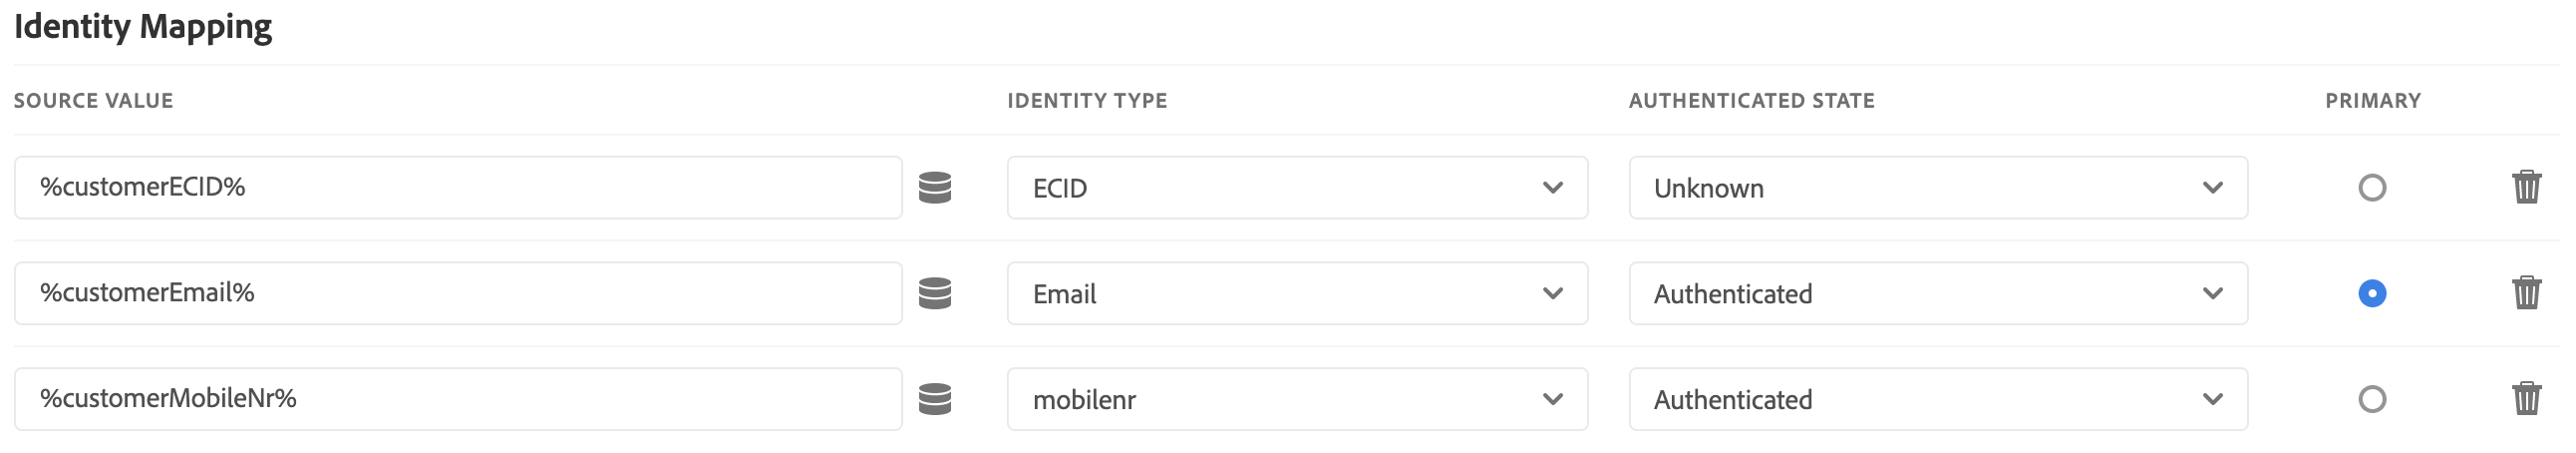 Identity Mapping
SOURCE VALUE IDENTITY TYPE AUTHENTICATED STATE PRIMARY
%customerECID% ECID Unknown
%customerEmail% Email Authenticated
%customerMobileNr% mobilenr Authenticated